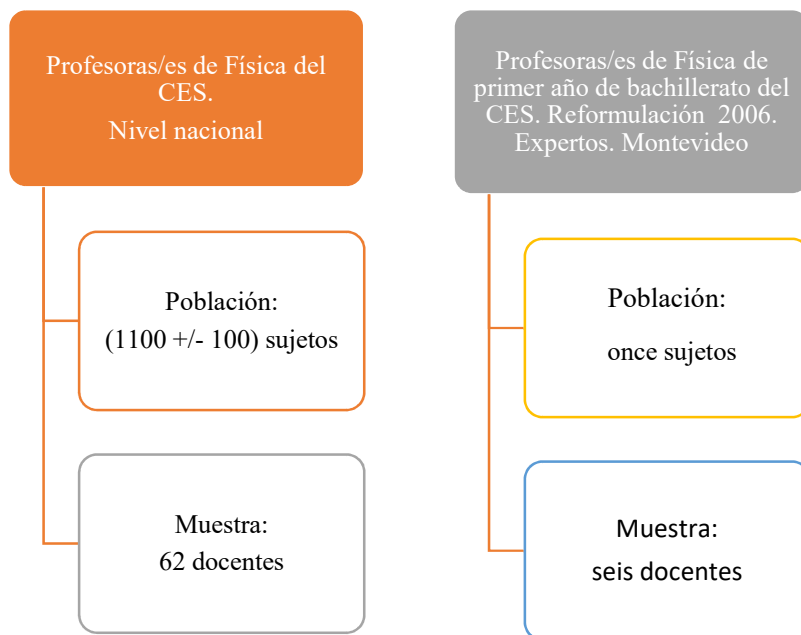 Profesoras/es de Física del
CES.
Nivel nacional
Población:
(1100 +/- 100) sujetos
Muestra:
62 docentes
Profesoras/es de Física de
primer año de bachillerato del
CES. Reformulación 2006.
Expertos. Montevideo
Población:
once sujetos
Muestra:
seis docentes